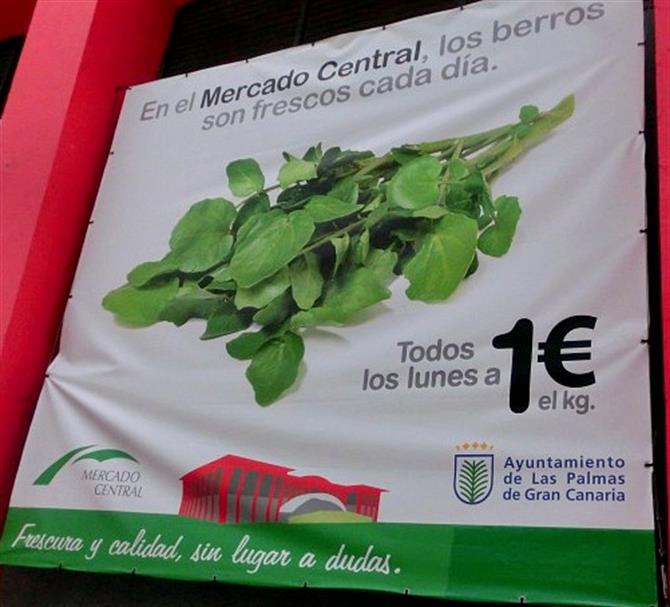 En el Mercado Central, los berros
son frescos cada día.
Todos
los lunes a 1€
el kg.
MERCADO
CENTRAL
Ayuntamiento
de Las Palmas
de Gran Canaria
Frescura y calidad, sin lugar a dudas.